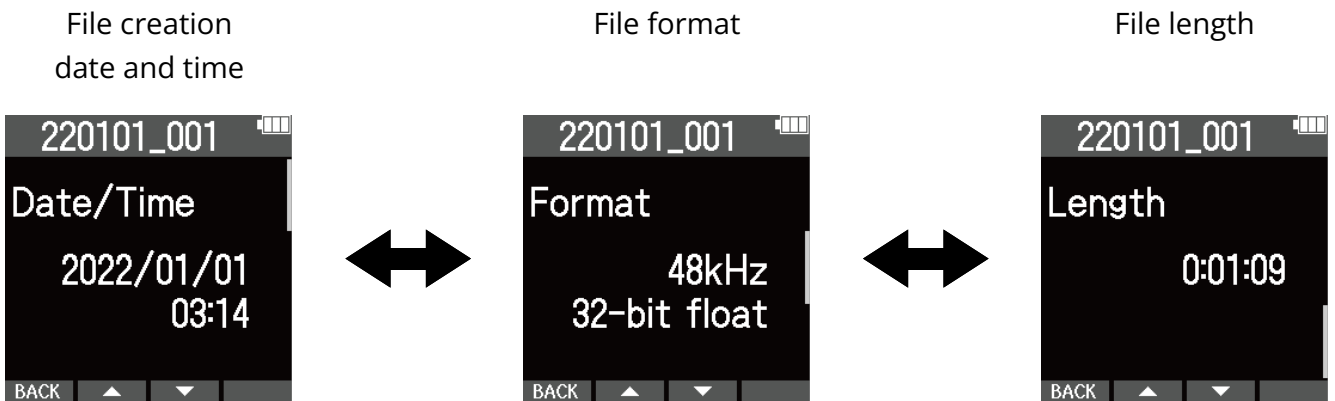 File creation
date and time
File format
File length
220101_001
Date/Time
2022/01/01
03:14
BACK
220101_001
Format
48kHz
32-bit float
BACK
220101_001
Length
0:01:09
BACK